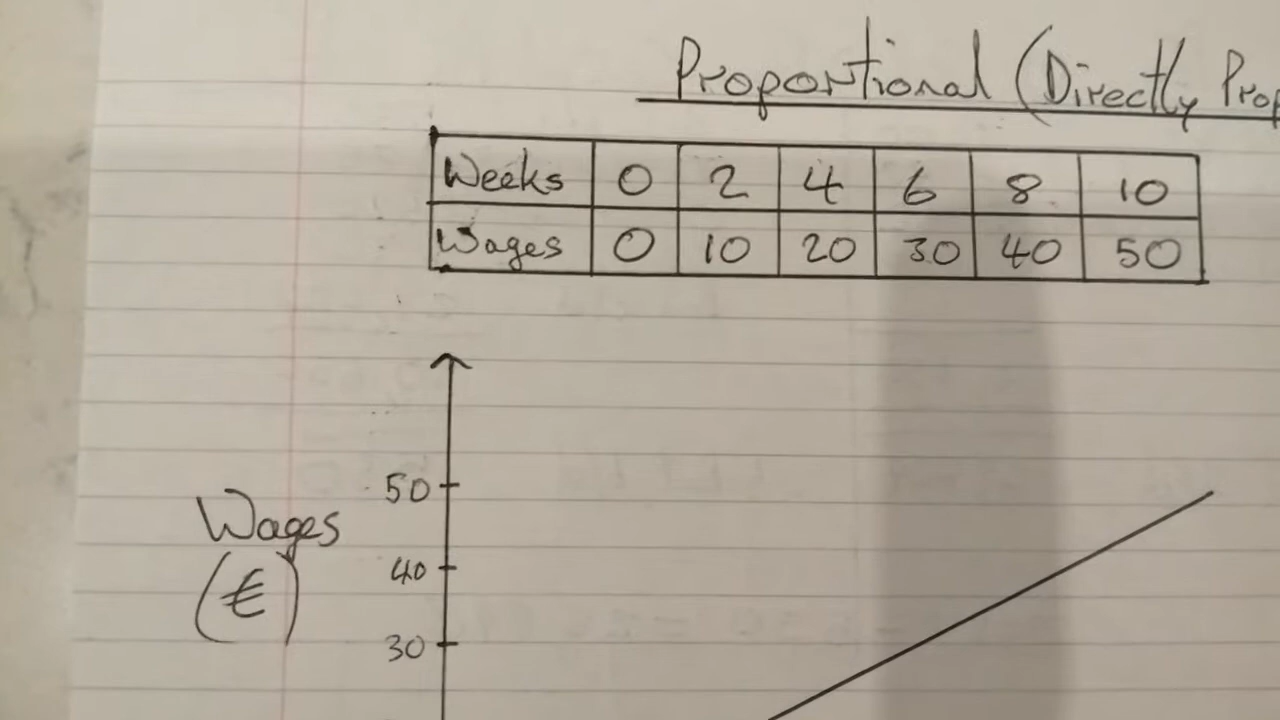 Proportional (Directly Prop
Weeks 0 2 4 6 8 10
Wages 0 10 20 30 40 50
50
Wages
(€)
40
30